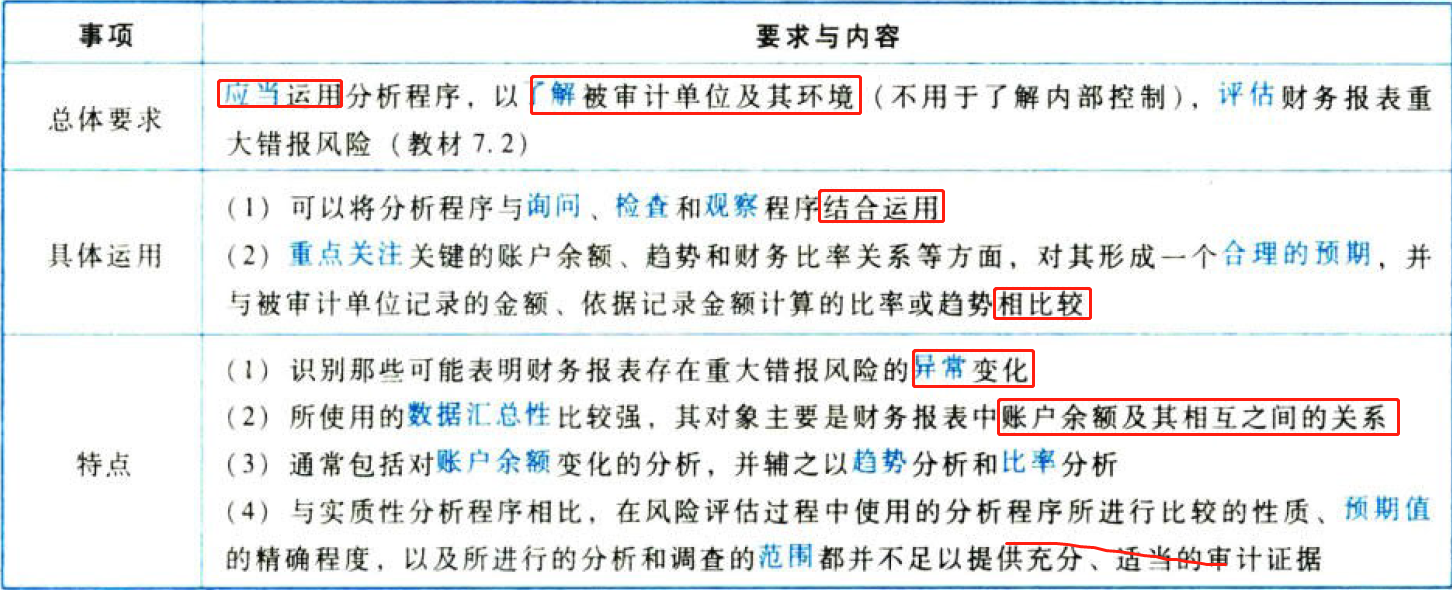 事项
要求与内容
总体要求
应当运用分析程序，以了解被审计单位及其环境（不用于了解内部控制），评估财务报表重
大错报风险（教材7.2）
具体运用
（1）可以将分析程序与询问、检查和观察程序结合运用
（2）重点关注关键的账户余额、趋势和财务比率关系等方面，对其形成一个合理的预期，并
与被审计单位记录的金额、依据记录金额计算的比率或趋势相比较
特点
（1）识别那些可能表明财务报表存在重大错报风险的异常变化
（2）所使用的数据汇总性比较强，其对象主要是财务报表中账户余额及其相互之间的关系
（3）通常包括对账户余额变化的分析，并辅之以趋势分析和比率分析
（4）与实质性分析程序相比，在风险评估过程中使用的分析程序所进行比较的性质、预期值
的精确程度，以及所进行的分析和调查的范围都并不足以提供充分、适当的审计证据